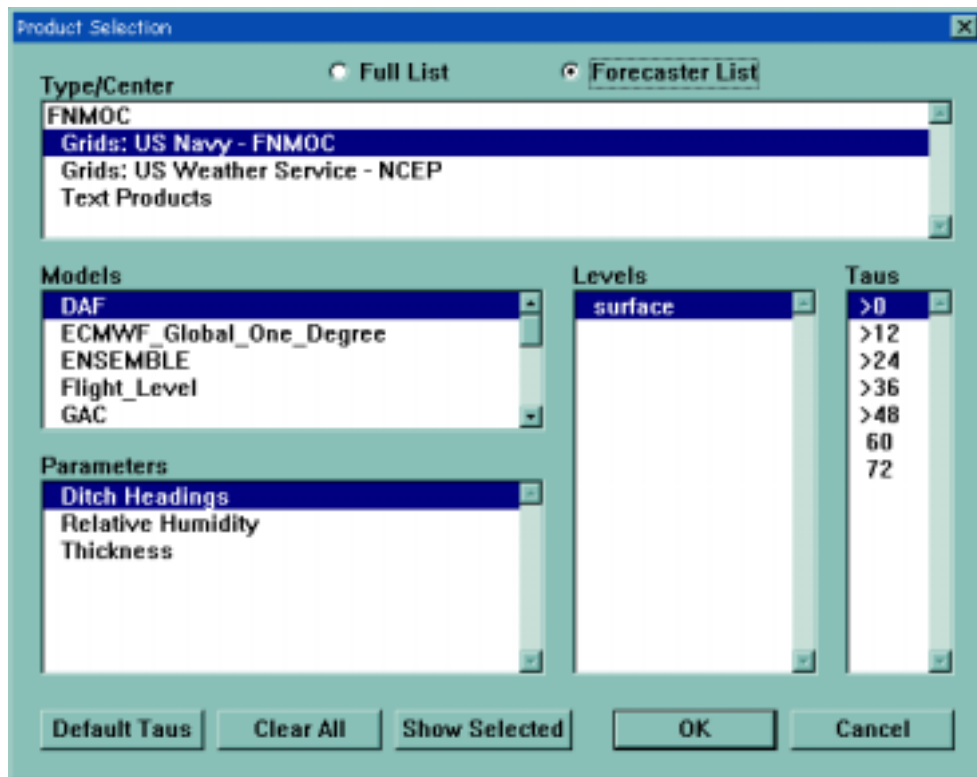 Product Selection
Full List
Forecaster List
Type/Center
FNMOC
Grids: US Navy - FNMOC
Grids: US Weather Service - NCEP
Text Products
Models
DAF
ECMWF_Global_One_Degree
ENSEMBLE
Flight_Level
GAC
Levels
surface
Taus
>0
>12
>24
>36
>48
60
72
Parameters
Ditch Headings
Relative Humidity
Thickness
Default Taus
Clear All
Show Selected
OK
Cancel